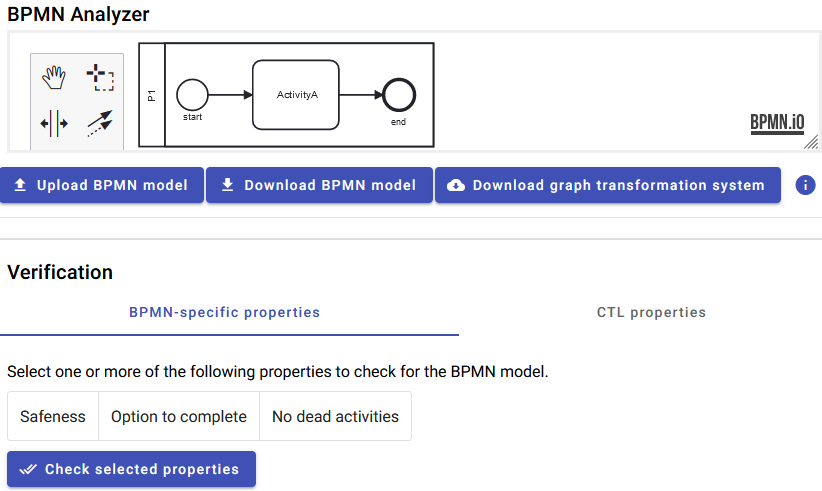 BPMN Analyzer
P1
start
ActivityA
end
BPMN.iO
Upload BPMN model
Download BPMN model
Download graph transformation system
i
Verification
BPMN-specific properties
CTL properties
Select one or more of the following properties to check for the BPMN model.
Safeness
Option to complete
No dead activities
Check selected properties